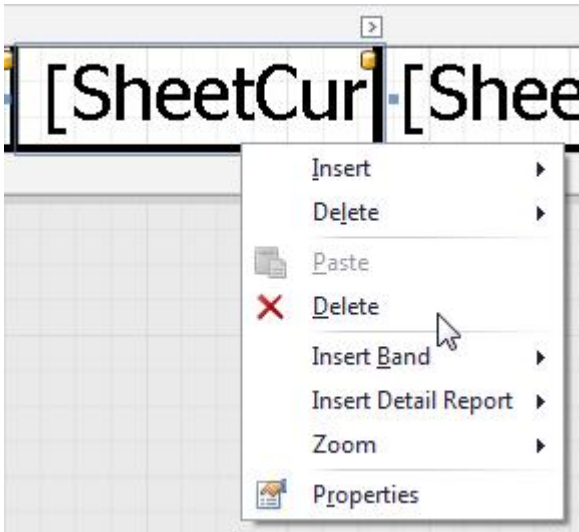 [SheetCur [Shee
Insert
Delete
Paste
Delete
Insert Band
Insert Detail Report
Zoom
Properties